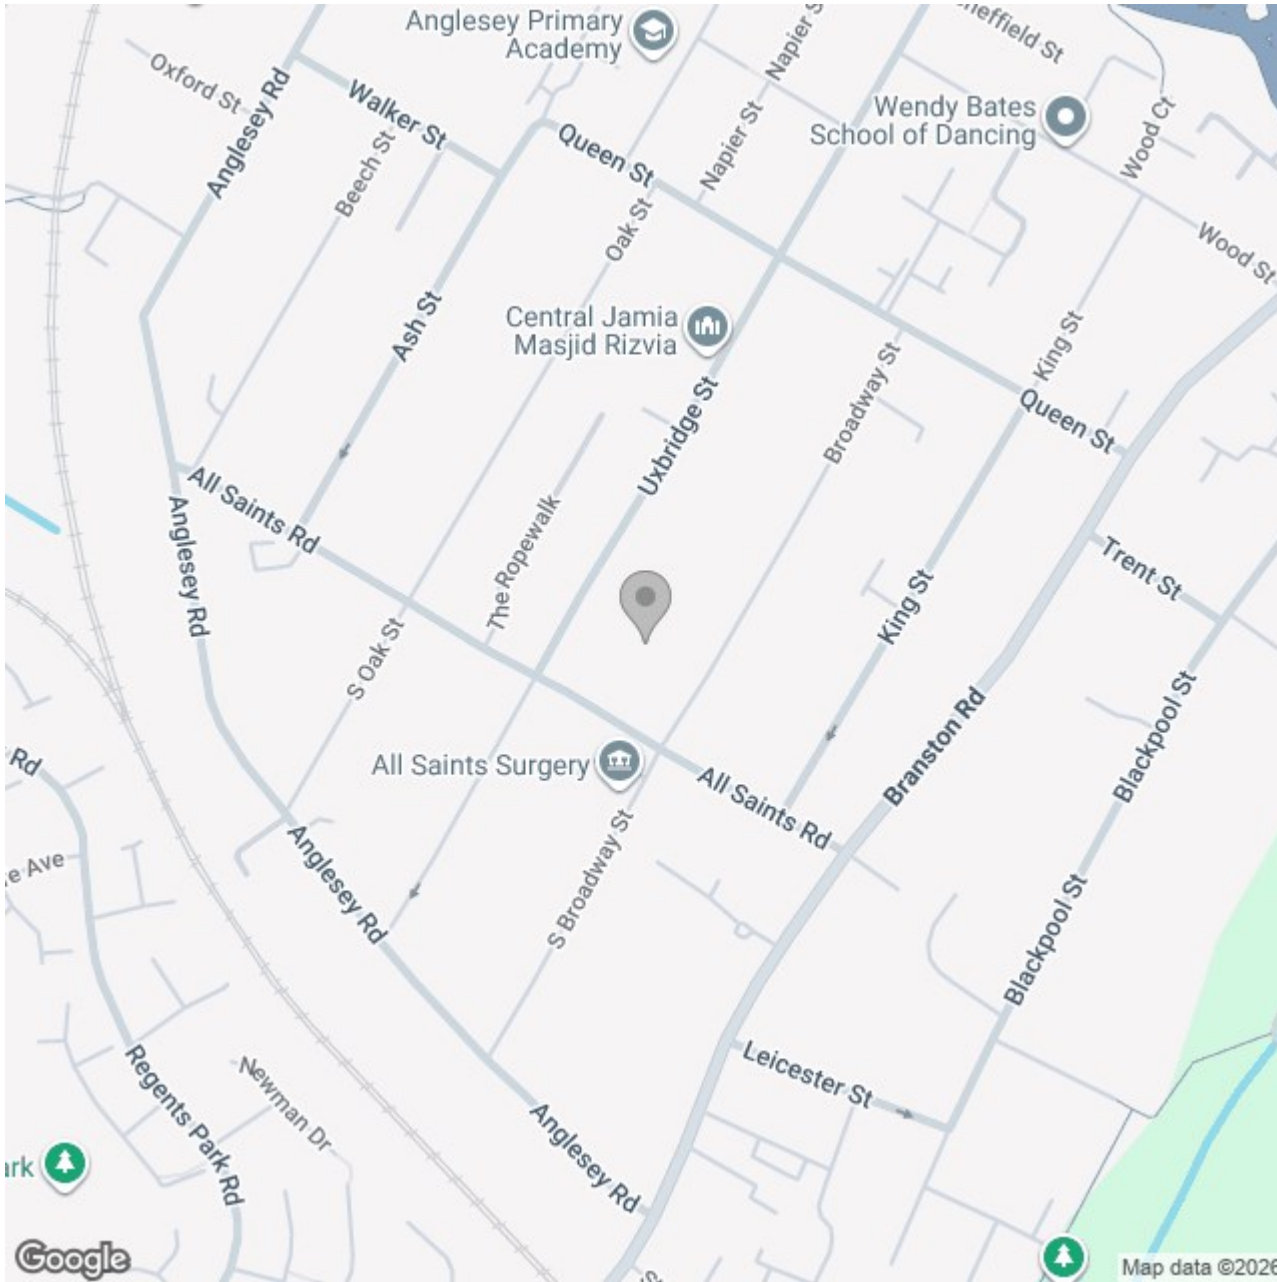 Anglesey Primary
Academy
Napier S
heffield St
Oxford St
Anglesey Rd
Walker St
Beech St
Queen St
Napier St
Wendy Bates
School of Dancing
Wood Ct
Oak St
Wood St
Ash St
Central Jamia
Masjid Rizvia
King St
Uxbridge St
Broadway St
Queen St
All Saints Rd
Anglesey Rd
The Ropewalk
Trent St
King St
S Oak St
Blackpool St
Branston Rd
Rd
All Saints Surgery
All Saints Rd
e Ave
Anglesey Rd
S Broadway St
Blackpool St
Regents Park Rd
Newman Dr
Leicester St
Anglesey Rd
ark
Google
Map data ©2026